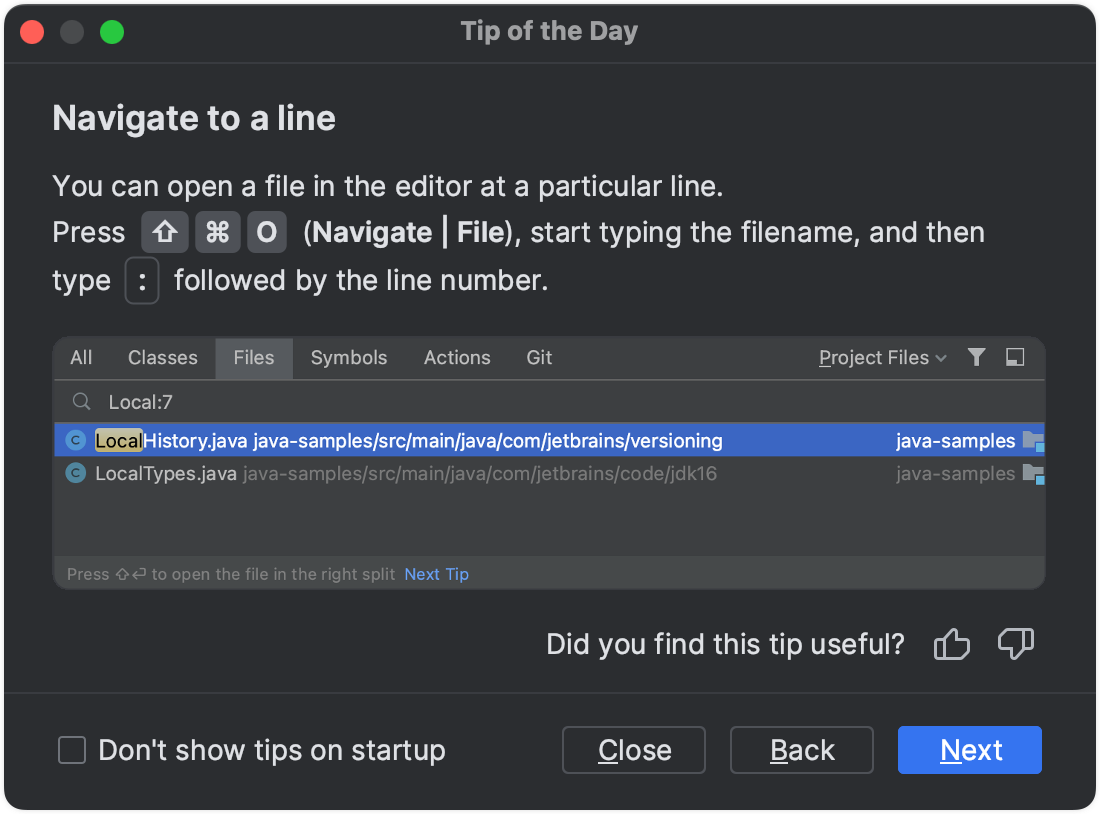 Tip of the Day
Navigate to a line
You can open a file in the editor at a particular line.
Press ⇧ ⌘ O (Navigate | File), start typing the filename, and then
type : followed by the line number.
All Classes Files Symbols Actions Git Project Files
Local:7
C LocalHistory.java java-samples/src/main/java/com/jetbrains/versioning java-samples
C LocalTypes.java java-samples/src/main/java/com/jetbrains/code/jdk16 java-samples
Press ⇧⏎ to open the file in the right split Next Tip
Did you find this tip useful?
Don't show tips on startup Close Back Next